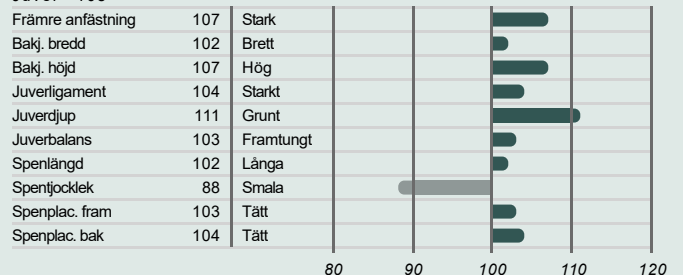 Främre anfästning 107 Stark
Bakj. bredd 102 Brett
Bakj. höjd 107 Hög
Juverligament 104 Starkt
Juverdjup 111 Grunt
Juverbalans 103 Framtungt
Spenlängd 102 Långa
Spentjocklek 88 Smala
Spenplac. fram 103 Tätt
Spenplac. bak 104 Tätt
80 90 100 110 120